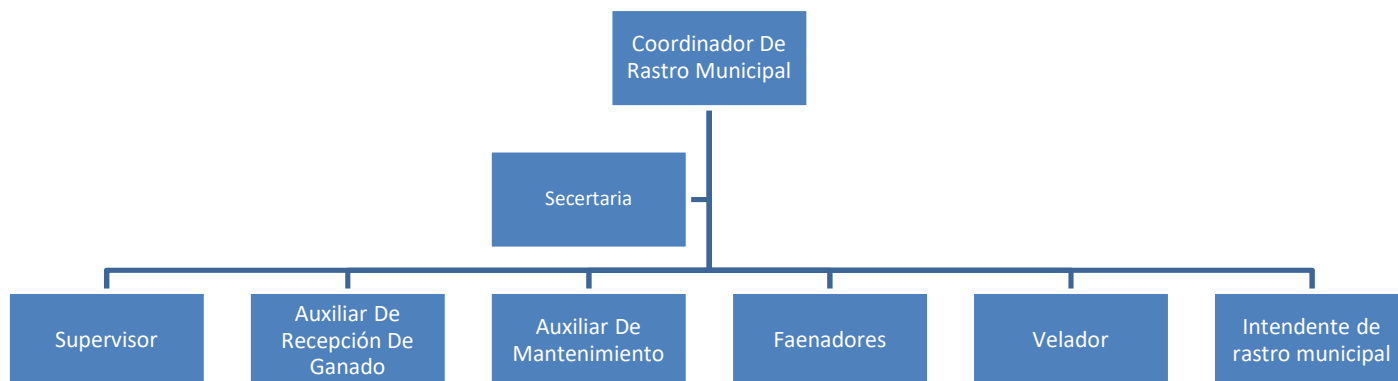 Coordinador De
Rastro Municipal
Secertaria
Supervisor
Auxiliar De
Recepción De
Ganado
Auxiliar De
Mantenimiento
Faenadores
Velador
Intendente de
rastro municipal